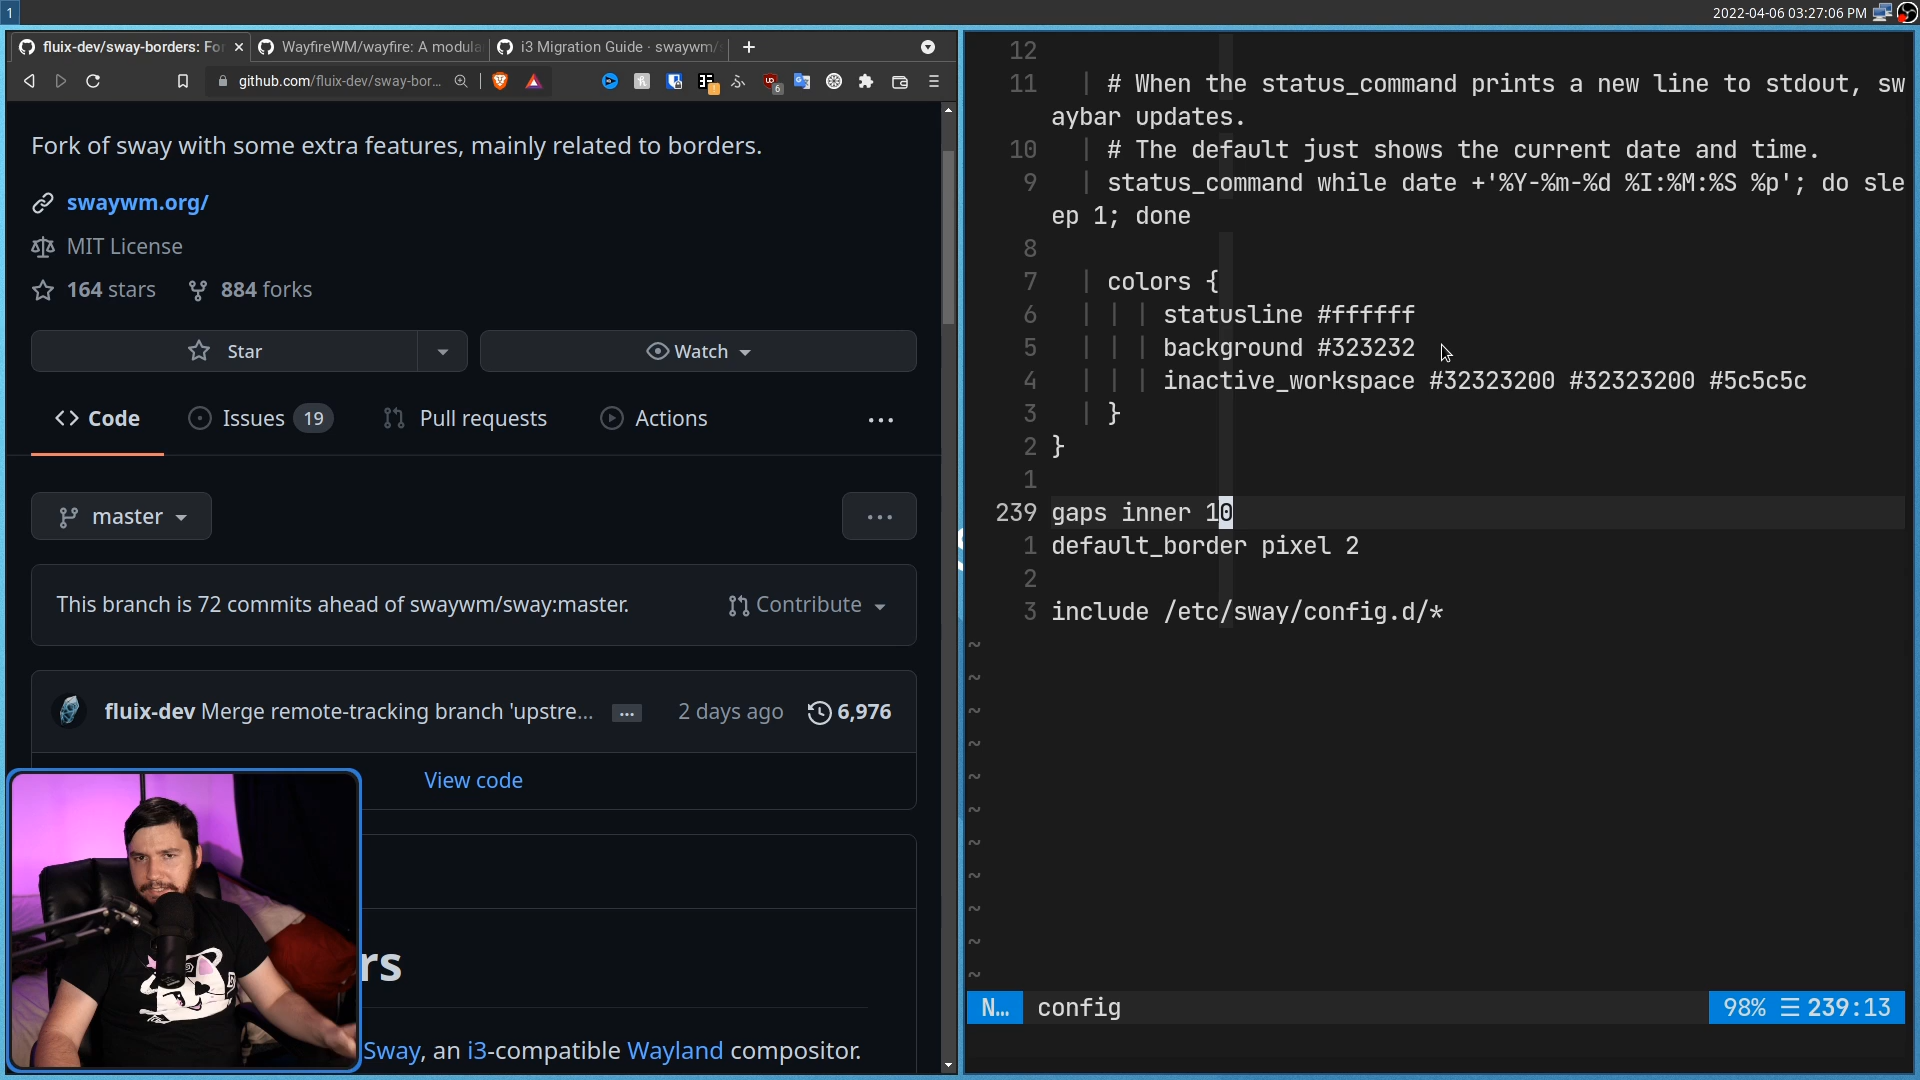 1
2022-04-06 03:27:06 PM
fluix-dev/sway-borders: Fo
WayfireWM/wayfire: A modula
i3 Migration Guide · swaywm/
github.com/fluix-dev/sway-bor...
6
Fork of sway with some extra features, mainly related to borders.
swaywm.org/
MIT License
164 stars 884 forks
Star
Watch
Code
Issues 19
Pull requests
Actions
...
master
...
This branch is 72 commits ahead of swaywm/sway:master.
Contribute
fluix-dev Merge remote-tracking branch 'upstre... ... 2 days ago 6,976
View code
rs
Sway, an i3-compatible Wayland compositor.
12
11 # When the status_command prints a new line to stdout, sw
aybar updates.
10 # The default just shows the current date and time.
9 status_command while date +'%Y-%m-%d %I:%M:%S %p'; do sle
ep 1; done
8
7 colors {
6 statusline #ffffff
5 background #323232
4 inactive_workspace #32323200 #32323200 #5c5c5c
3 }
2 }
1
239 gaps inner 10
1 default_border pixel 2
2
3 include /etc/sway/config.d/*
~
~
~
~
~
~
~
~
~
~
~
N… config 98% ☰ 239:13